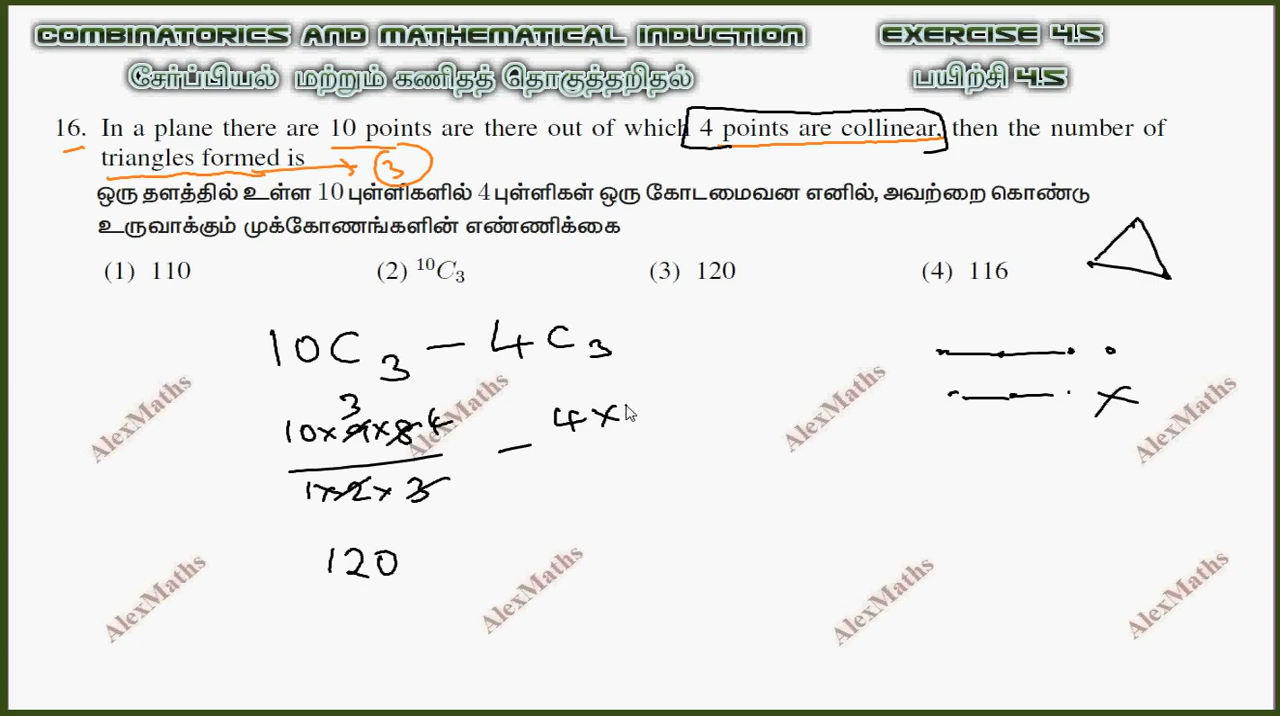 COMBINATORICS AND MATHEMATICAL INDUCTION EXERCISE 4.5
சேர்ப்பியல் மற்றும் கணிதத் தொகுத்தறிதல் பயிற்சி 4.5
16. In a plane there are 10 points are there out of which 4 points are collinear, then the number of
triangles formed is 3
ஒரு தளத்தில் உள்ள 10 புள்ளிகளில் 4 புள்ளிகள் ஒரு கோடமைவன எனில், அவற்றை கொண்டு
உருவாக்கும் முக்கோணங்களின் எண்ணிக்கை
(1) 110 (2) ¹⁰C₃ (3) 120 (4) 116
10C₃ – 4C₃
3
10×9×8 4 – 4×
1×2×3
120
AlexMaths AlexMaths AlexMaths AlexMaths
AlexMaths AlexMaths AlexMaths AlexMaths